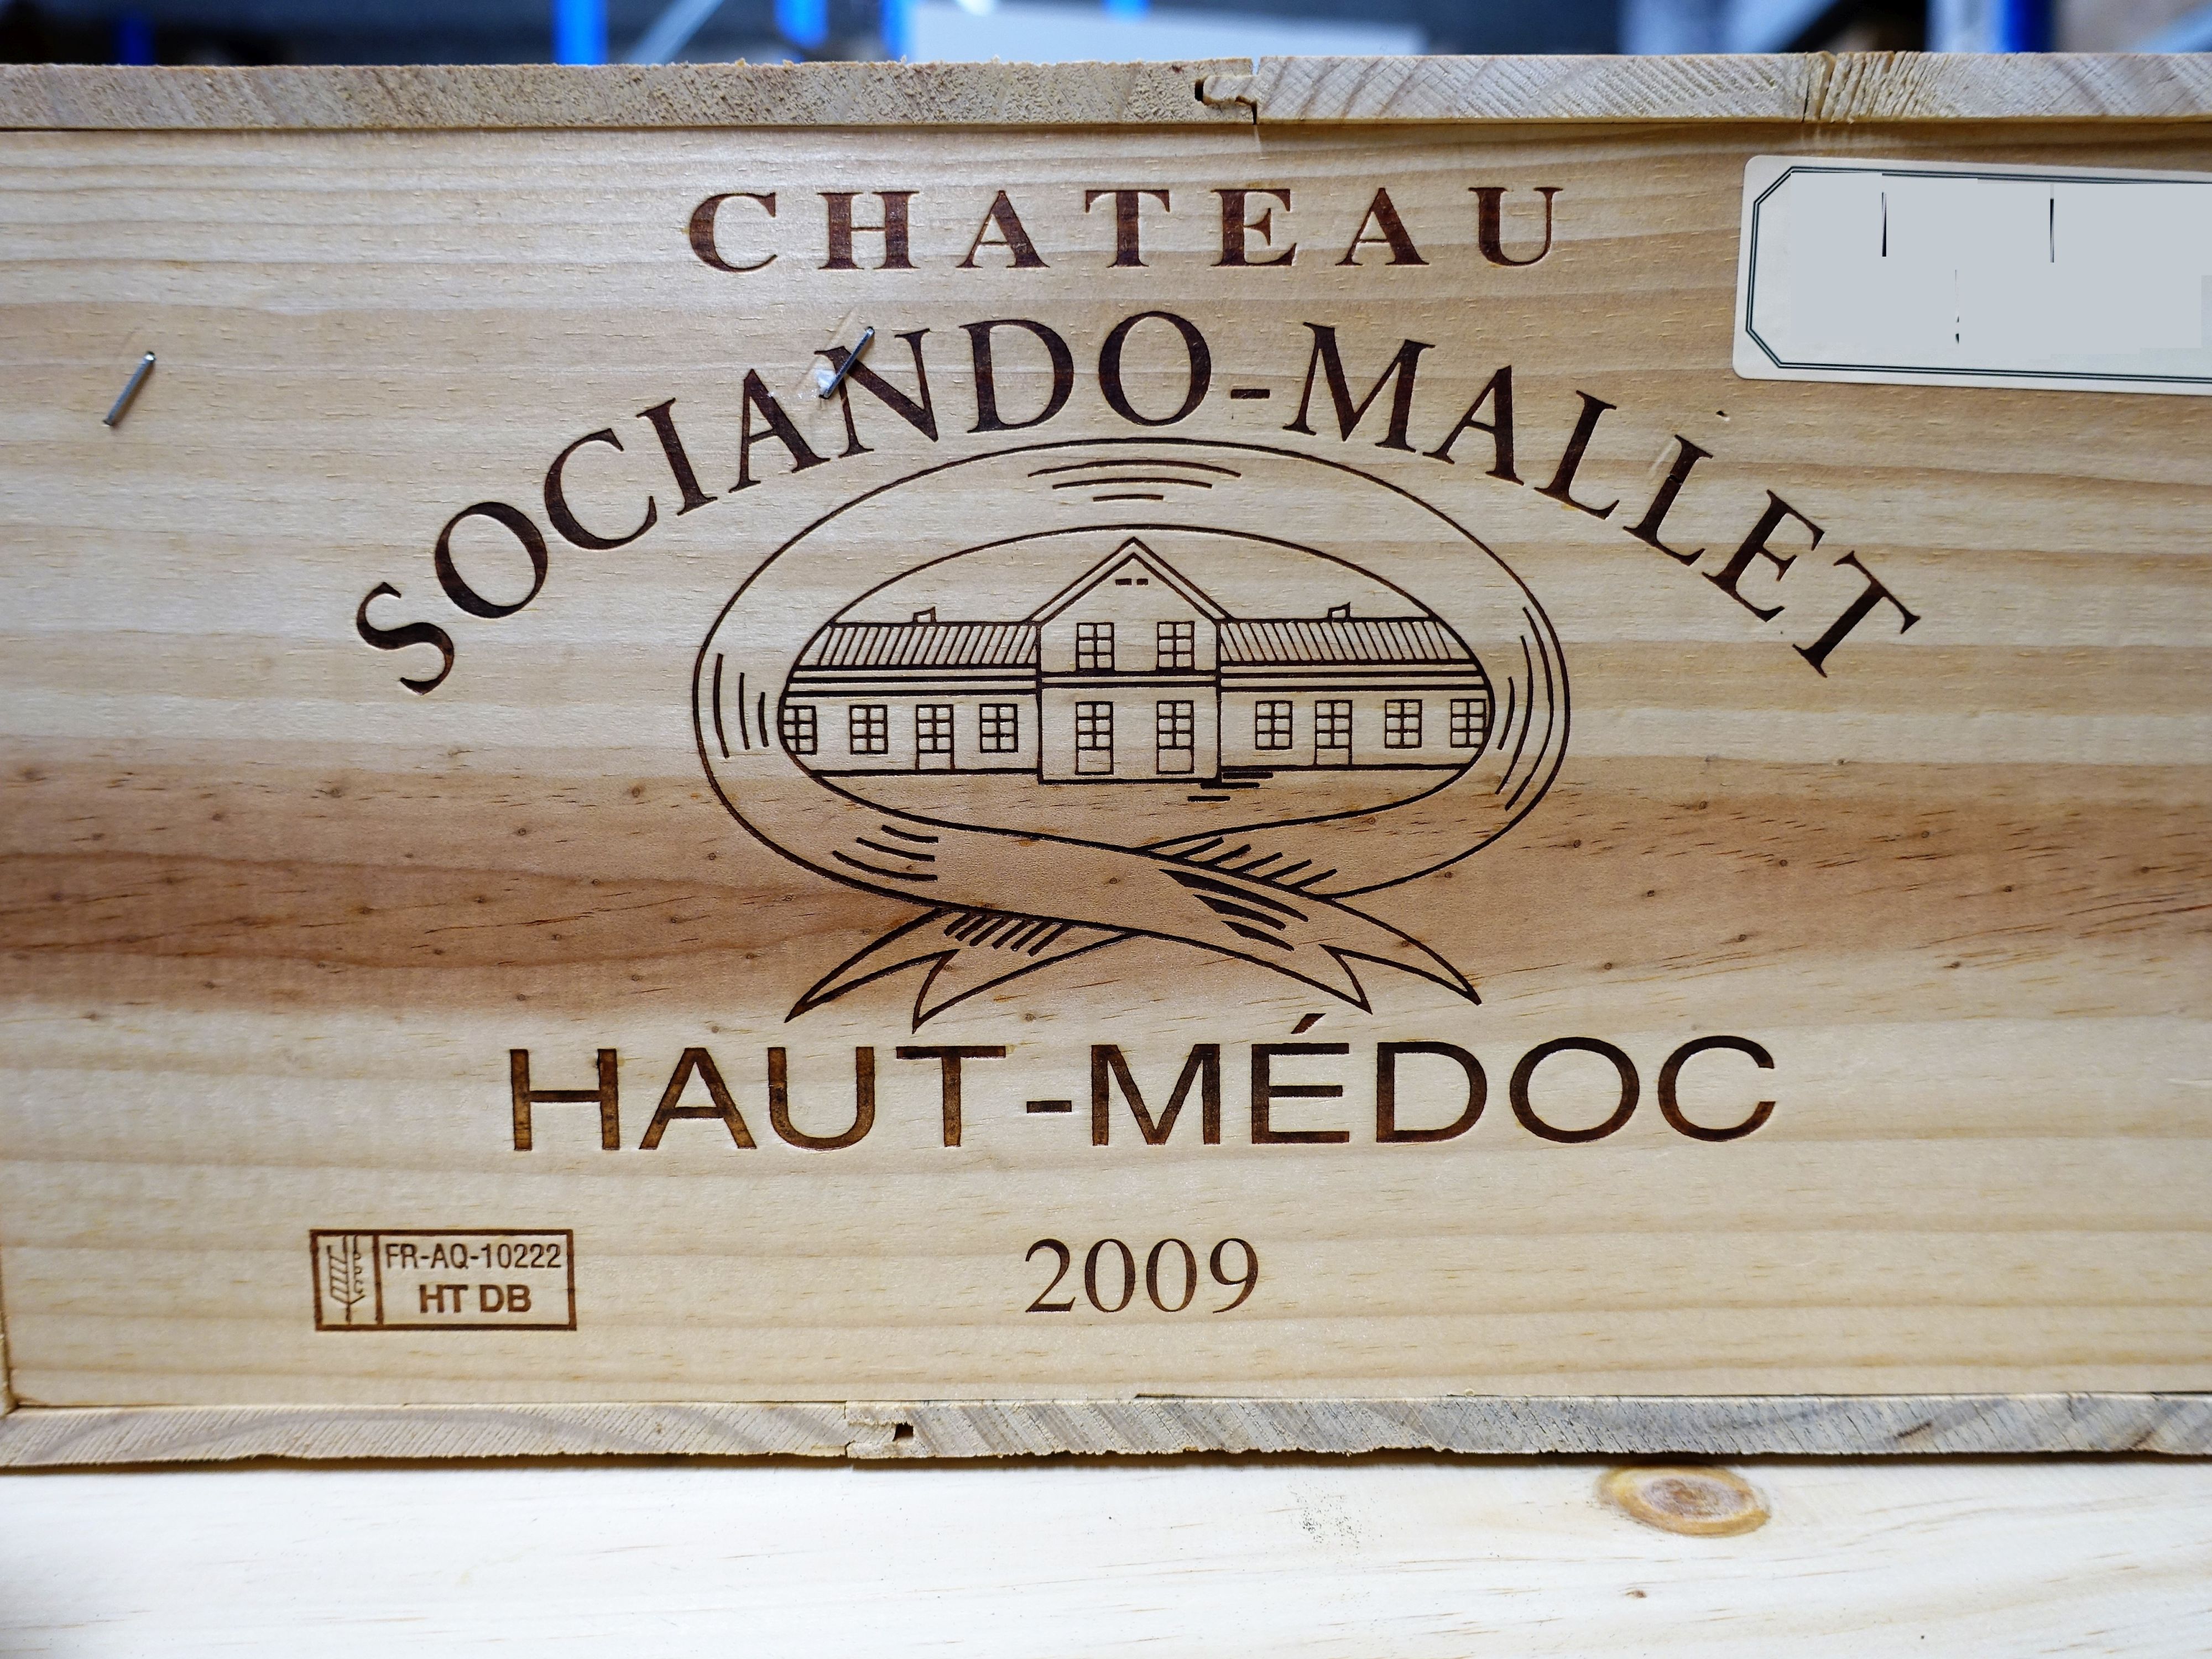 CHATEAU
SOCIANDO-MALLET
HAUT-MÉDOC
2009
FR-AQ-10222
HT DB